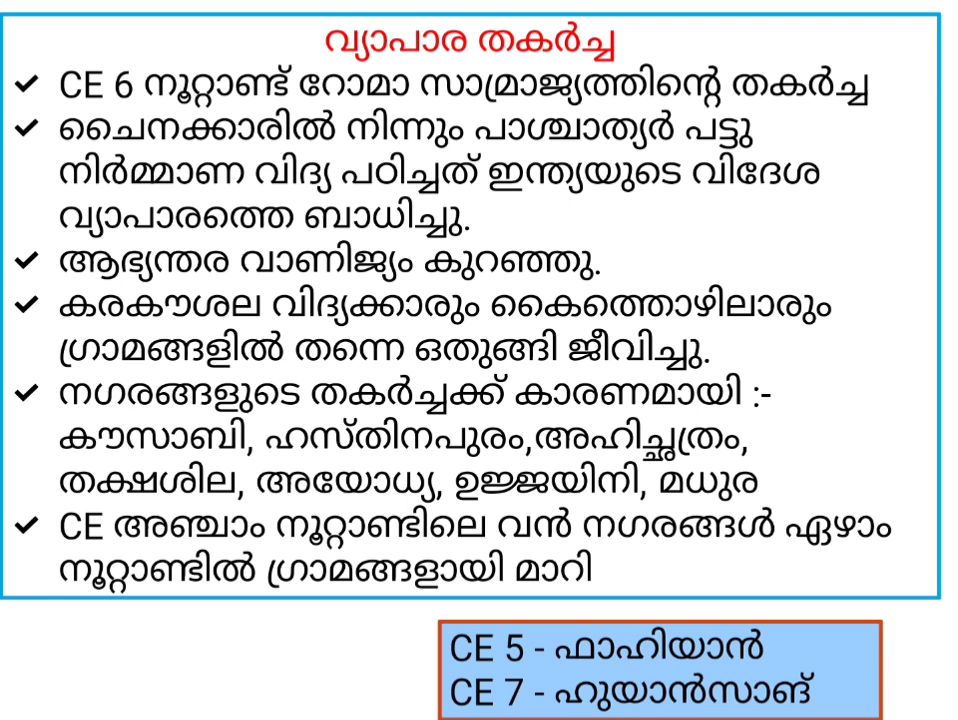 വ്യാപാര തകർച്ച
✓ CE 6 നൂറ്റാണ്ട് റോമാ സാമ്രാജ്യത്തിന്റെ തകർച്ച
✓ ചൈനക്കാരിൽ നിന്നും പാശ്ചാത്യർ പട്ടു
നിർമ്മാണ വിദ്യ പഠിച്ചത് ഇന്ത്യയുടെ വിദേശ
വ്യാപാരത്തെ ബാധിച്ചു.
✓ ആഭ്യന്തര വാണിജ്യം കുറഞ്ഞു.
✓ കരകൗശല വിദ്യക്കാരും കൈത്തൊഴിലാരും
ഗ്രാമങ്ങളിൽ തന്നെ ഒതുങ്ങി ജീവിച്ചു.
✓ നഗരങ്ങളുടെ തകർച്ചക്ക് കാരണമായി :-
കൗസാബി, ഹസ്തിനപുരം,അഹിച്ഛത്രം,
തക്ഷശില, അയോധ്യ, ഉജ്ജയിനി, മധുര
✓ CE അഞ്ചാം നൂറ്റാണ്ടിലെ വൻ നഗരങ്ങൾ ഏഴാം
നൂറ്റാണ്ടിൽ ഗ്രാമങ്ങളായി മാറി
CE 5 - ഫാഹിയാൻ
CE 7 - ഹുയാൻസാങ്